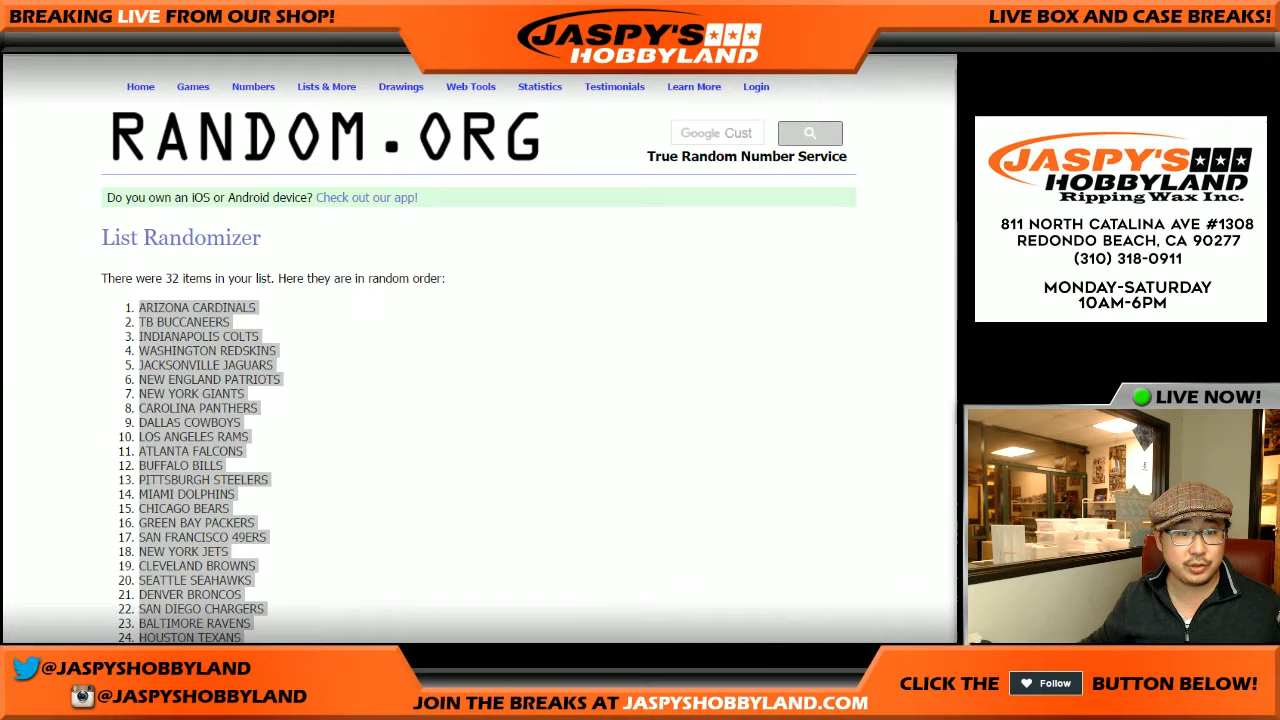 BREAKING LIVE FROM OUR SHOP!
JASPY'S
HOBBYLAND
LIVE BOX AND CASE BREAKS!
Home Games Numbers Lists & More Drawings Web Tools Statistics Testimonials Learn More Login
RANDOM.ORG
Google Cust
True Random Number Service
Do you own an iOS or Android device? Check out our app!
List Randomizer
There were 32 items in your list. Here they are in random order:
1. ARIZONA CARDINALS
2. TB BUCCANEERS
3. INDIANAPOLIS COLTS
4. WASHINGTON REDSKINS
5. JACKSONVILLE JAGUARS
6. NEW ENGLAND PATRIOTS
7. NEW YORK GIANTS
8. CAROLINA PANTHERS
9. DALLAS COWBOYS
10. LOS ANGELES RAMS
11. ATLANTA FALCONS
12. BUFFALO BILLS
13. PITTSBURGH STEELERS
14. MIAMI DOLPHINS
15. CHICAGO BEARS
16. GREEN BAY PACKERS
17. SAN FRANCISCO 49ERS
18. NEW YORK JETS
19. CLEVELAND BROWNS
20. SEATTLE SEAHAWKS
21. DENVER BRONCOS
22. SAN DIEGO CHARGERS
23. BALTIMORE RAVENS
24. HOUSTON TEXANS
JASPY'S
HOBBYLAND
Ripping Wax Inc.
811 NORTH CATALINA AVE #1308
REDONDO BEACH, CA 90277
(310) 318-0911
MONDAY-SATURDAY
10AM-6PM
LIVE NOW!
@JASPYSHOBBYLAND
@JASPYSHOBBYLAND
JOIN THE BREAKS AT JASPYSHOBBYLAND.COM
CLICK THE Follow BUTTON BELOW!